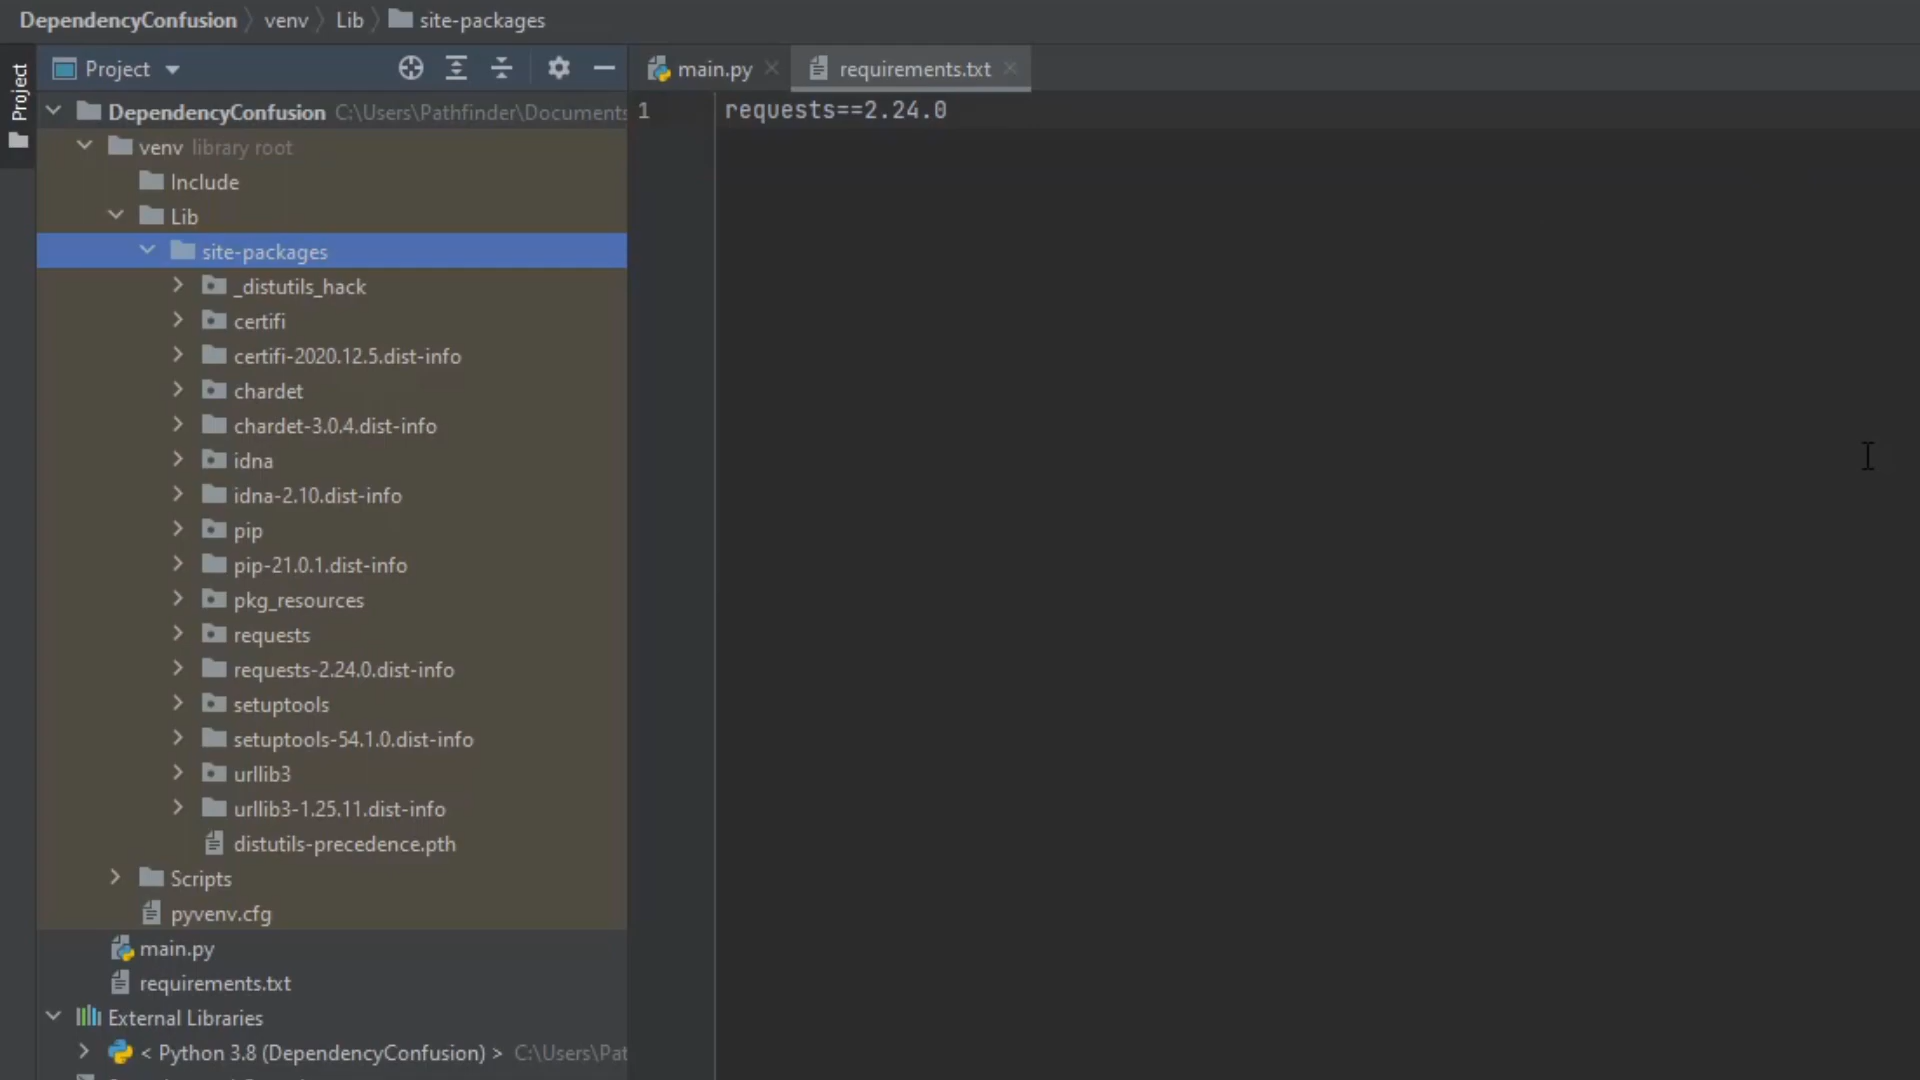 DependencyConfusion venv Lib site-packages
Project
Project
main.py requirements.txt
DependencyConfusion C:\Users\Pathfinder\Documents
1 requests==2.24.0
venv library root
Include
Lib
site-packages
_distutils_hack
certifi
certifi-2020.12.5.dist-info
chardet
chardet-3.0.4.dist-info
idna
idna-2.10.dist-info
pip
pip-21.0.1.dist-info
pkg_resources
requests
requests-2.24.0.dist-info
setuptools
setuptools-54.1.0.dist-info
urllib3
urllib3-1.25.11.dist-info
distutils-precedence.pth
Scripts
pyvenv.cfg
main.py
requirements.txt
External Libraries
< Python 3.8 (DependencyConfusion) > C:\Users\Pat